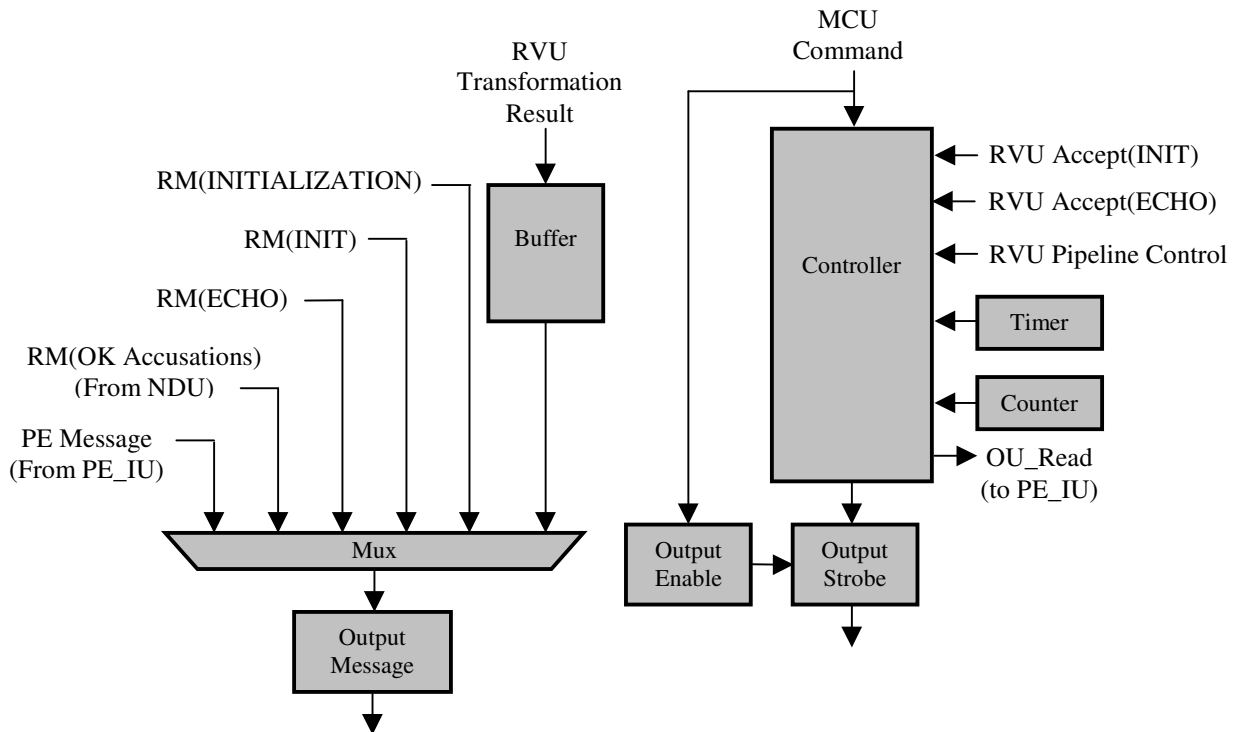 RVU
Transformation
Result
RM(INITIALIZATION)
Buffer
RM(INIT)
RM(ECHO)
RM(OK Accusations)
(From NDU)
PE Message
(From PE_IU)
Mux
Output
Message
MCU
Command
Controller
RVU Accept(INIT)
RVU Accept(ECHO)
RVU Pipeline Control
Timer
Counter
OU_Read
(to PE_IU)
Output
Enable
Output
Strobe